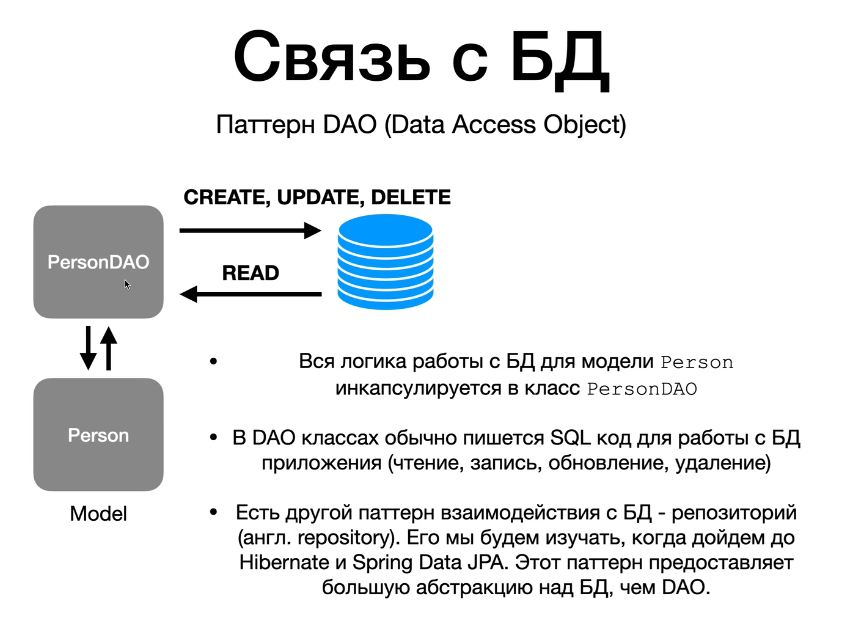 Связь с БД
Паттерн DAO (Data Access Object)
CREATE, UPDATE, DELETE
PersonDAO
READ
Person
Model
• Вся логика работы с БД для модели Person
инкапсулируется в класс PersonDAO
• В DAO классах обычно пишется SQL код для работы с БД
приложения (чтение, запись, обновление, удаление)
• Есть другой паттерн взаимодействия с БД - репозиторий
(англ. repository). Его мы будем изучать, когда дойдем до
Hibernate и Spring Data JPA. Этот паттерн предоставляет
большую абстракцию над БД, чем DAO.